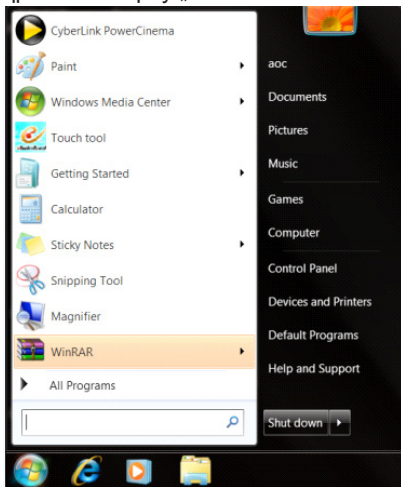 CyberLink PowerCinema
Paint
Windows Media Center
Touch tool
Getting Started
Calculator
Sticky Notes
Snipping Tool
Magnifier
WinRAR
All Programs
aoc
Documents
Pictures
Music
Games
Computer
Control Panel
Devices and Printers
Default Programs
Help and Support
Shut down